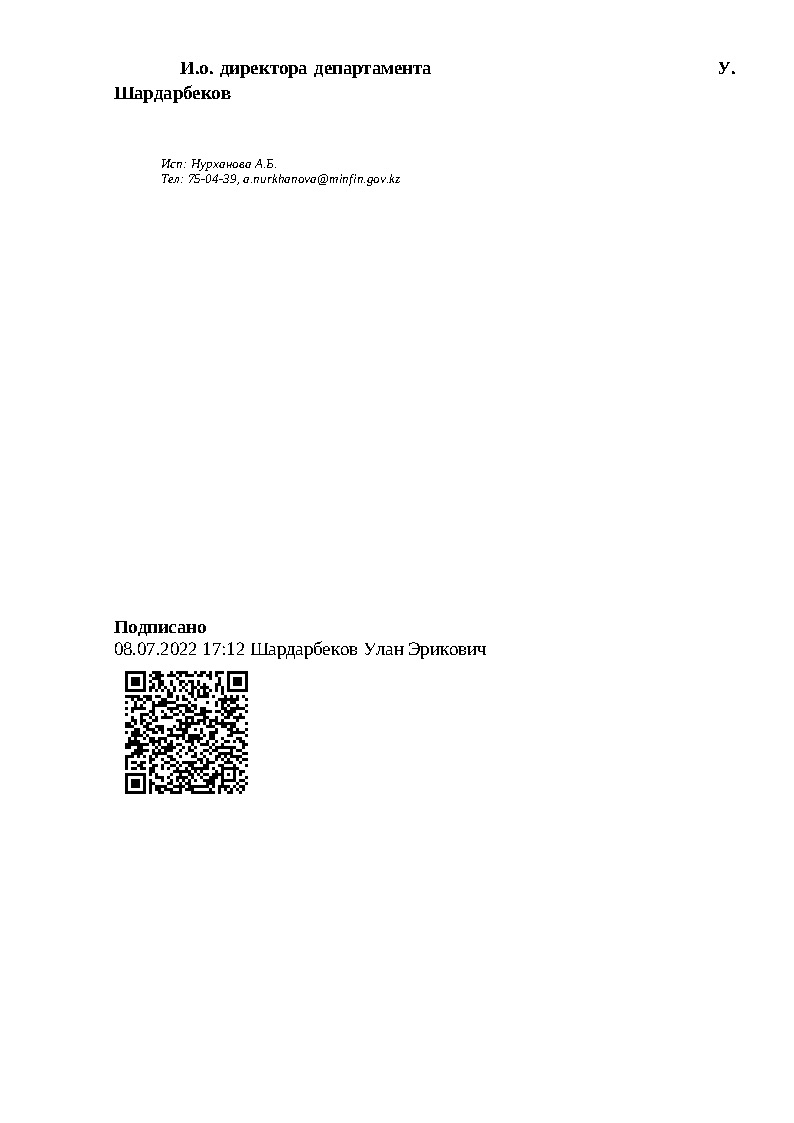 И.о. директора департамента У.
Шардарбеков
Исп: Нурханова А.Б.
Тел: 75-04-39, a.nurkhanova@minfin.gov.kz
Подписано
08.07.2022 17:12 Шардарбеков Улан Эрикович